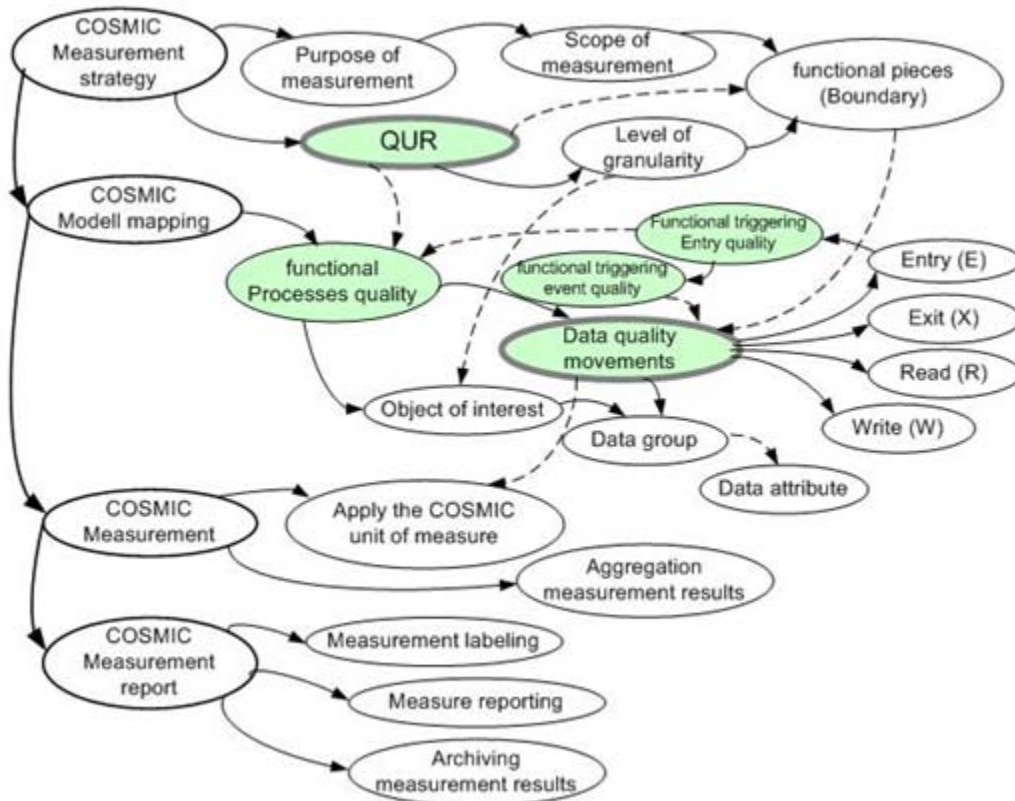 COSMIC
Measurement
strategy
Purpose of
measurement
Scope of
measurement
functional pieces
(Boundary)
QUR
Level of
granularity
COSMIC
Modell mapping
functional
Processes quality
Functional triggering
Entry quality
functional triggering
event quality
Data quality
movements
Entry (E)
Exit (X)
Read (R)
Write (W)
Object of interest
Data group
Data attribute
COSMIC
Measurement
Apply the COSMIC
unit of measure
Aggregation
measurement results
COSMIC
Measurement
report
Measurement labeling
Measure reporting
Archiving
measurement results